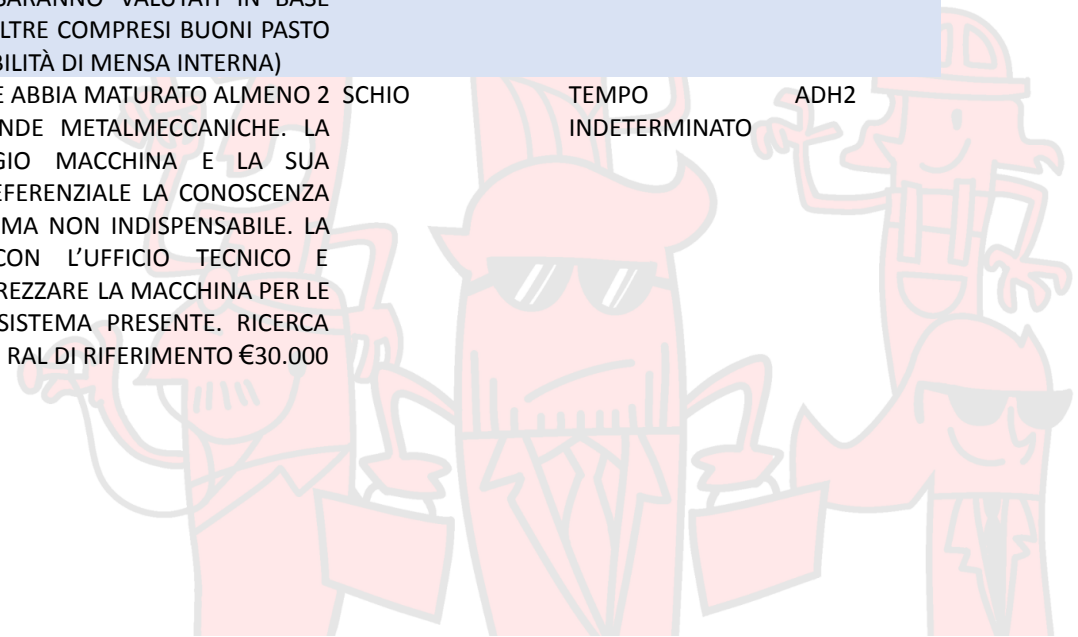 SARANNO VALUTATI IN BASE
LTRE COMPRESI BUONI PASTO
BILITÀ DI MENSA INTERNA)
E ABBIA MATURATO ALMENO 2 SCHIO TEMPO ADH2
NDE METALMECCANICHE. LA INDETERMINATO
GIO MACCHINA E LA SUA
EFERENZIALE LA CONOSCENZA
MA NON INDISPENSABILE. LA
CON L'UFFICIO TECNICO E
REZZARE LA MACCHINA PER LE
SISTEMA PRESENTE. RICERCA
RAL DI RIFERIMENTO €30.000